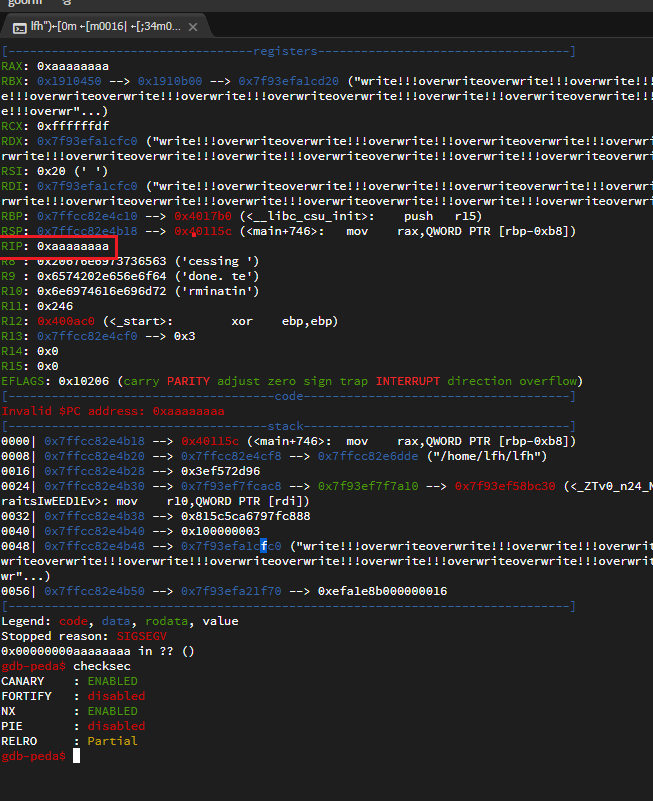 goorm
lfh")←[0m ←[m0016| ←[;34m0... ×
[----------------------------------registers-----------------------------------]
RAX: 0xaaaaaaaa
RBX: 0x1910450 --> 0x1910b00 --> 0x7f93efa1cd20 ("write!!!overwriteoverwrite!!!overwrite!!!
e!!!overwriteoverwrite!!!overwrite!!!overwriteoverwrite!!!overwrite!!!overwriteoverwrit
e!!!overwr"...)
RCX: 0xffffffdf
RDX: 0x7f93efa1cfc0 ("write!!!overwriteoverwrite!!!overwrite!!!overwriteoverwrite!!!ove
rwrite!!!overwriteoverwrite!!!overwrite!!!overwriteoverwrite!!!overwrite!!!overwriteove
RSI: 0x20 (' ')
RDI: 0x7f93efa1cfc0 ("write!!!overwriteoverwrite!!!overwrite!!!overwriteoverwrite!!!ove
rwrite!!!overwriteoverwrite!!!overwrite!!!overwriteoverwrite!!!overwrite!!!overwriteove
RBP: 0x7ffcc82e4c10 --> 0x4017b0 (<__libc_csu_init>: push r15)
RSP: 0x7ffcc82e4b18 --> 0x40115c (<main+746>: mov rax,QWORD PTR [rbp-0xb8])
RIP: 0xaaaaaaaa
R8 : 0x20676e6973736563 ('cessing ')
R9 : 0x6574202e656e6f64 ('done. te')
R10: 0x6e6974616e696d72 ('rminatin')
R11: 0x246
R12: 0x400ac0 (<_start>: xor ebp,ebp)
R13: 0x7ffcc82e4cf0 --> 0x3
R14: 0x0
R15: 0x0
EFLAGS: 0x10206 (carry PARITY adjust zero sign trap INTERRUPT direction overflow)
[-------------------------------------code-------------------------------------]
Invalid $PC address: 0xaaaaaaaa
[------------------------------------stack-------------------------------------]
0000| 0x7ffcc82e4b18 --> 0x40115c (<main+746>: mov rax,QWORD PTR [rbp-0xb8])
0008| 0x7ffcc82e4b20 --> 0x7ffcc82e4cf8 --> 0x7ffcc82e6dde ("/home/lfh/lfh")
0016| 0x7ffcc82e4b28 --> 0x3ef572d96
0024| 0x7ffcc82e4b30 --> 0x7f93ef7fcac8 --> 0x7f93ef7f7a10 --> 0x7f93ef58bc30 (<_ZTv0_n24_N
raitsIwEED1Ev>: mov r10,QWORD PTR [rdi])
0032| 0x7ffcc82e4b38 --> 0x815c5ca6797fc888
0040| 0x7ffcc82e4b40 --> 0x100000003
0048| 0x7ffcc82e4b48 --> 0x7f93efa1cfc0 ("write!!!overwriteoverwrite!!!overwrite!!!overwrit
writeoverwrite!!!overwrite!!!overwriteoverwrite!!!overwrite!!!overwriteoverwrite!!!over
wr"...)
0056| 0x7ffcc82e4b50 --> 0x7f93efa21f70 --> 0xefa1e8b000000016
[------------------------------------------------------------------------------]
Legend: code, data, rodata, value
Stopped reason: SIGSEGV
0x00000000aaaaaaaa in ?? ()
gdb-peda$ checksec
CANARY : ENABLED
FORTIFY : disabled
NX : ENABLED
PIE : disabled
RELRO : Partial
gdb-peda$